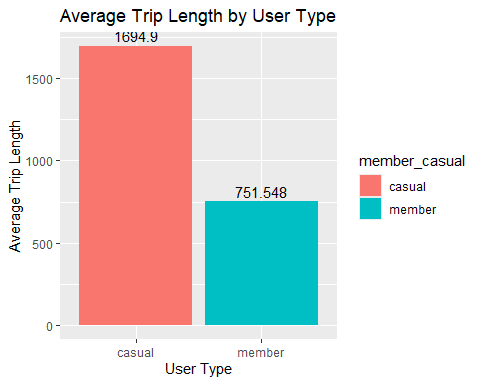 Average Trip Length by User Type
1694.9
1500
751.548
1000
500
0
Average Trip Length
casual
member
User Type
member_casual
casual
member